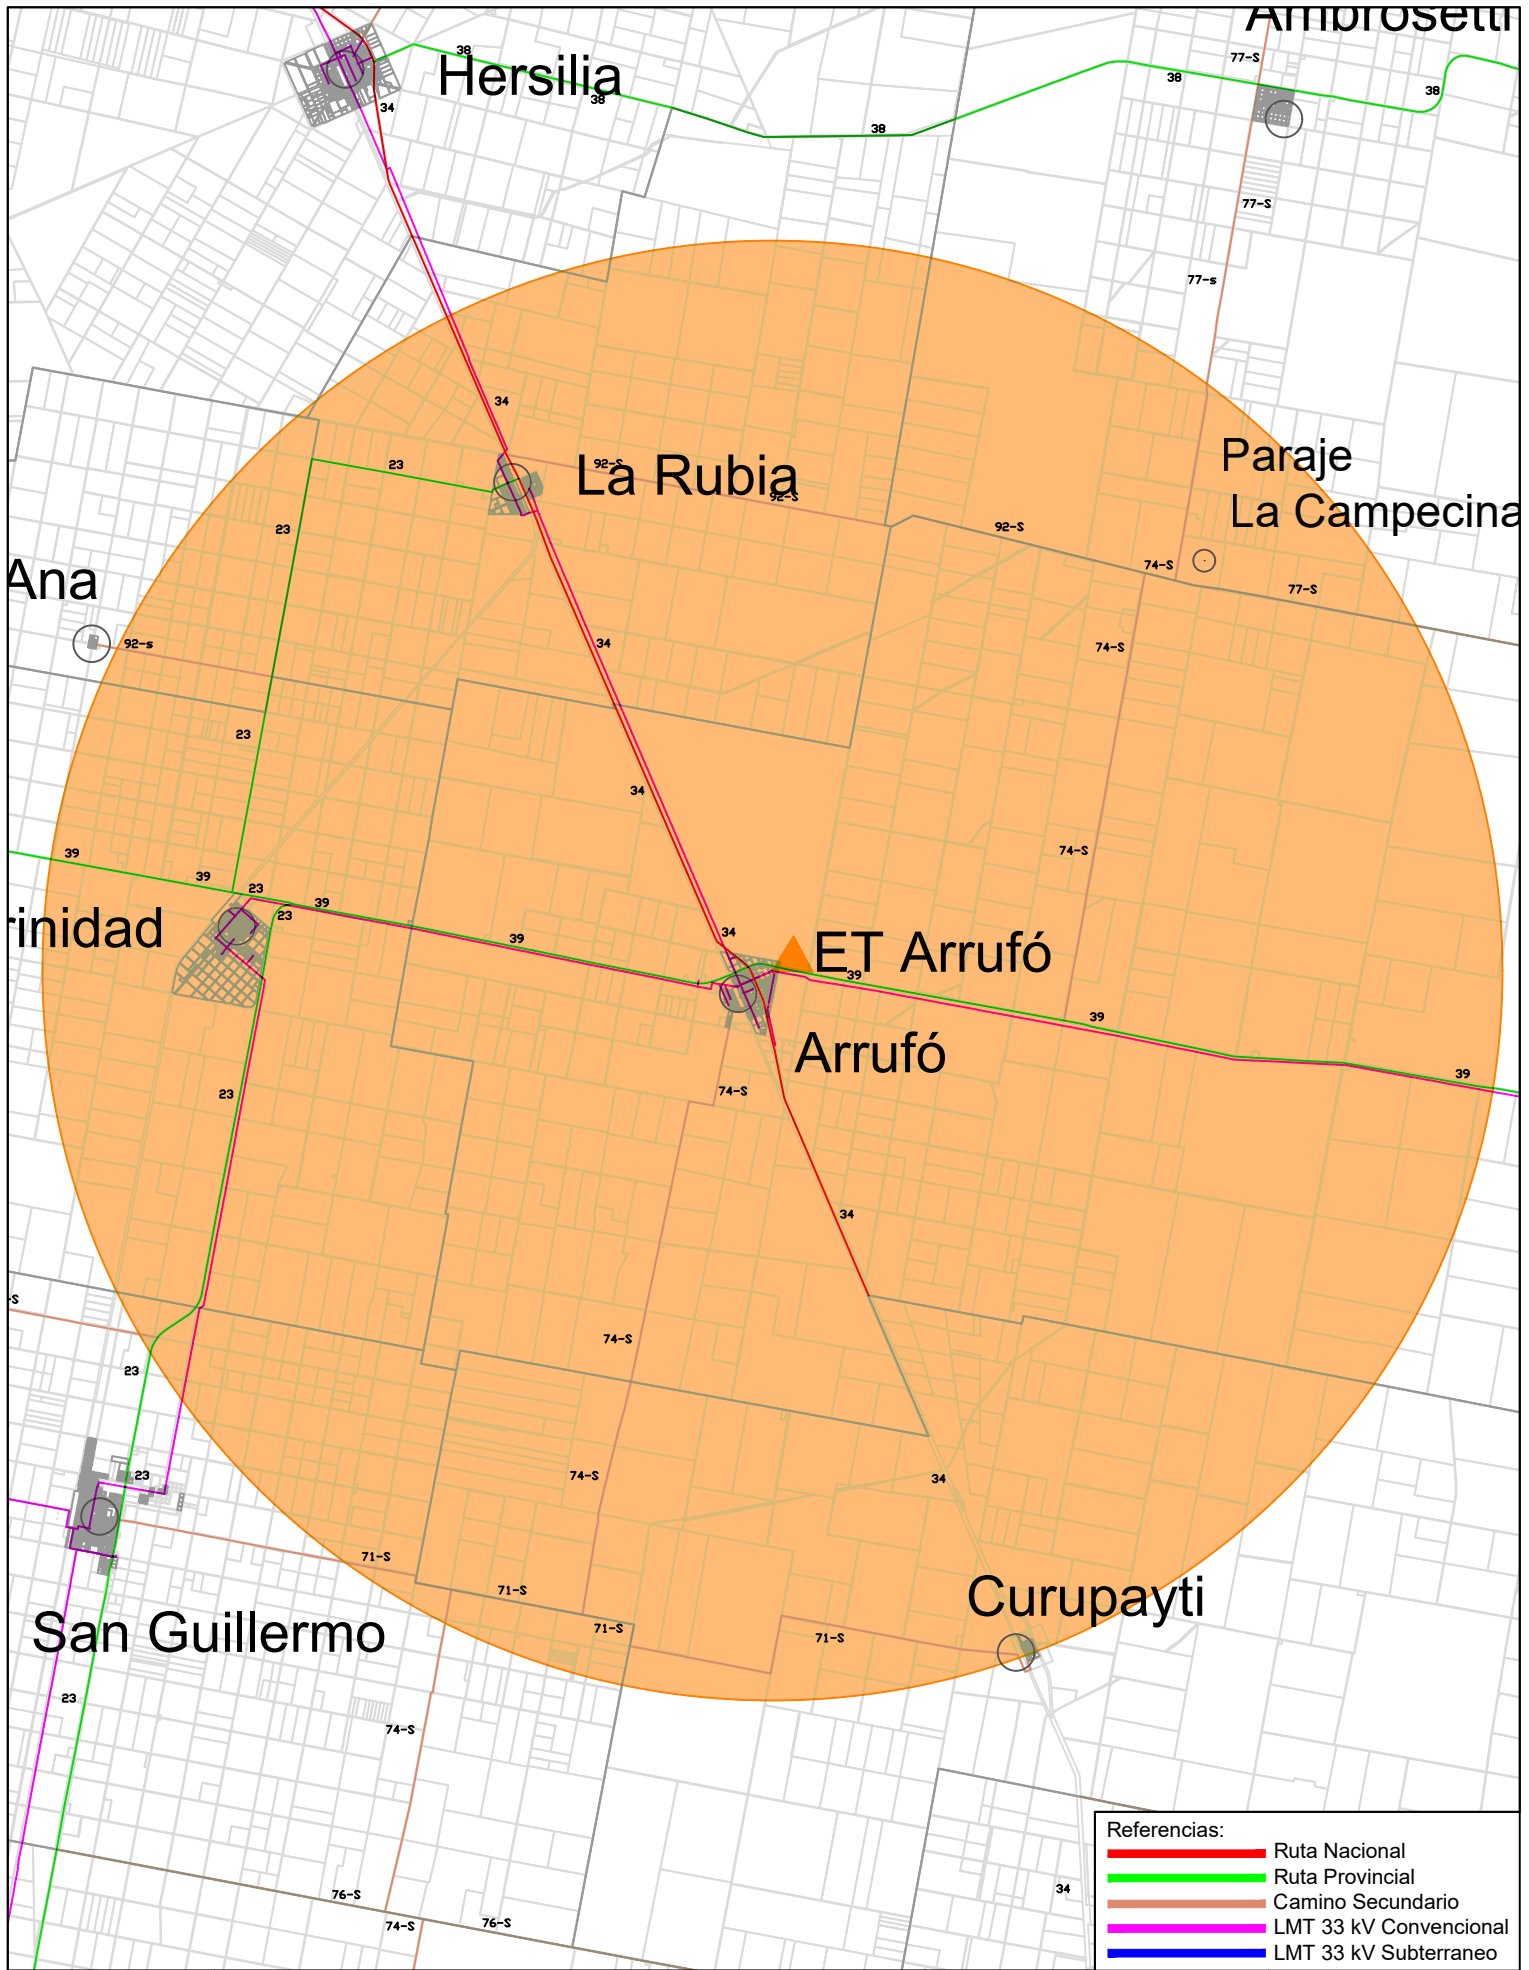 Ambrosetti
38
77-S
Hersilia
38
38
38
38
34
77-S
77-s
34
23
92-S
La Rubia
92-S
Paraje
La Campecina
23
92-S
74-S
77-S
Ana
92-s
34
74-S
23
34
39
74-S
39
23
39
23
rinidad
39
34
ET Arrufó
39
39
Arrufó
39
23
74-S
34
-S
74-S
23
23
74-S
34
71-S
71-S
Curupayti
San Guillermo
71-S
71-S
23
74-S
76-S
74-S
76-S
34
Referencias:
Ruta Nacional
Ruta Provincial
Camino Secundario
LMT 33 kV Convencional
LMT 33 kV Subterraneo